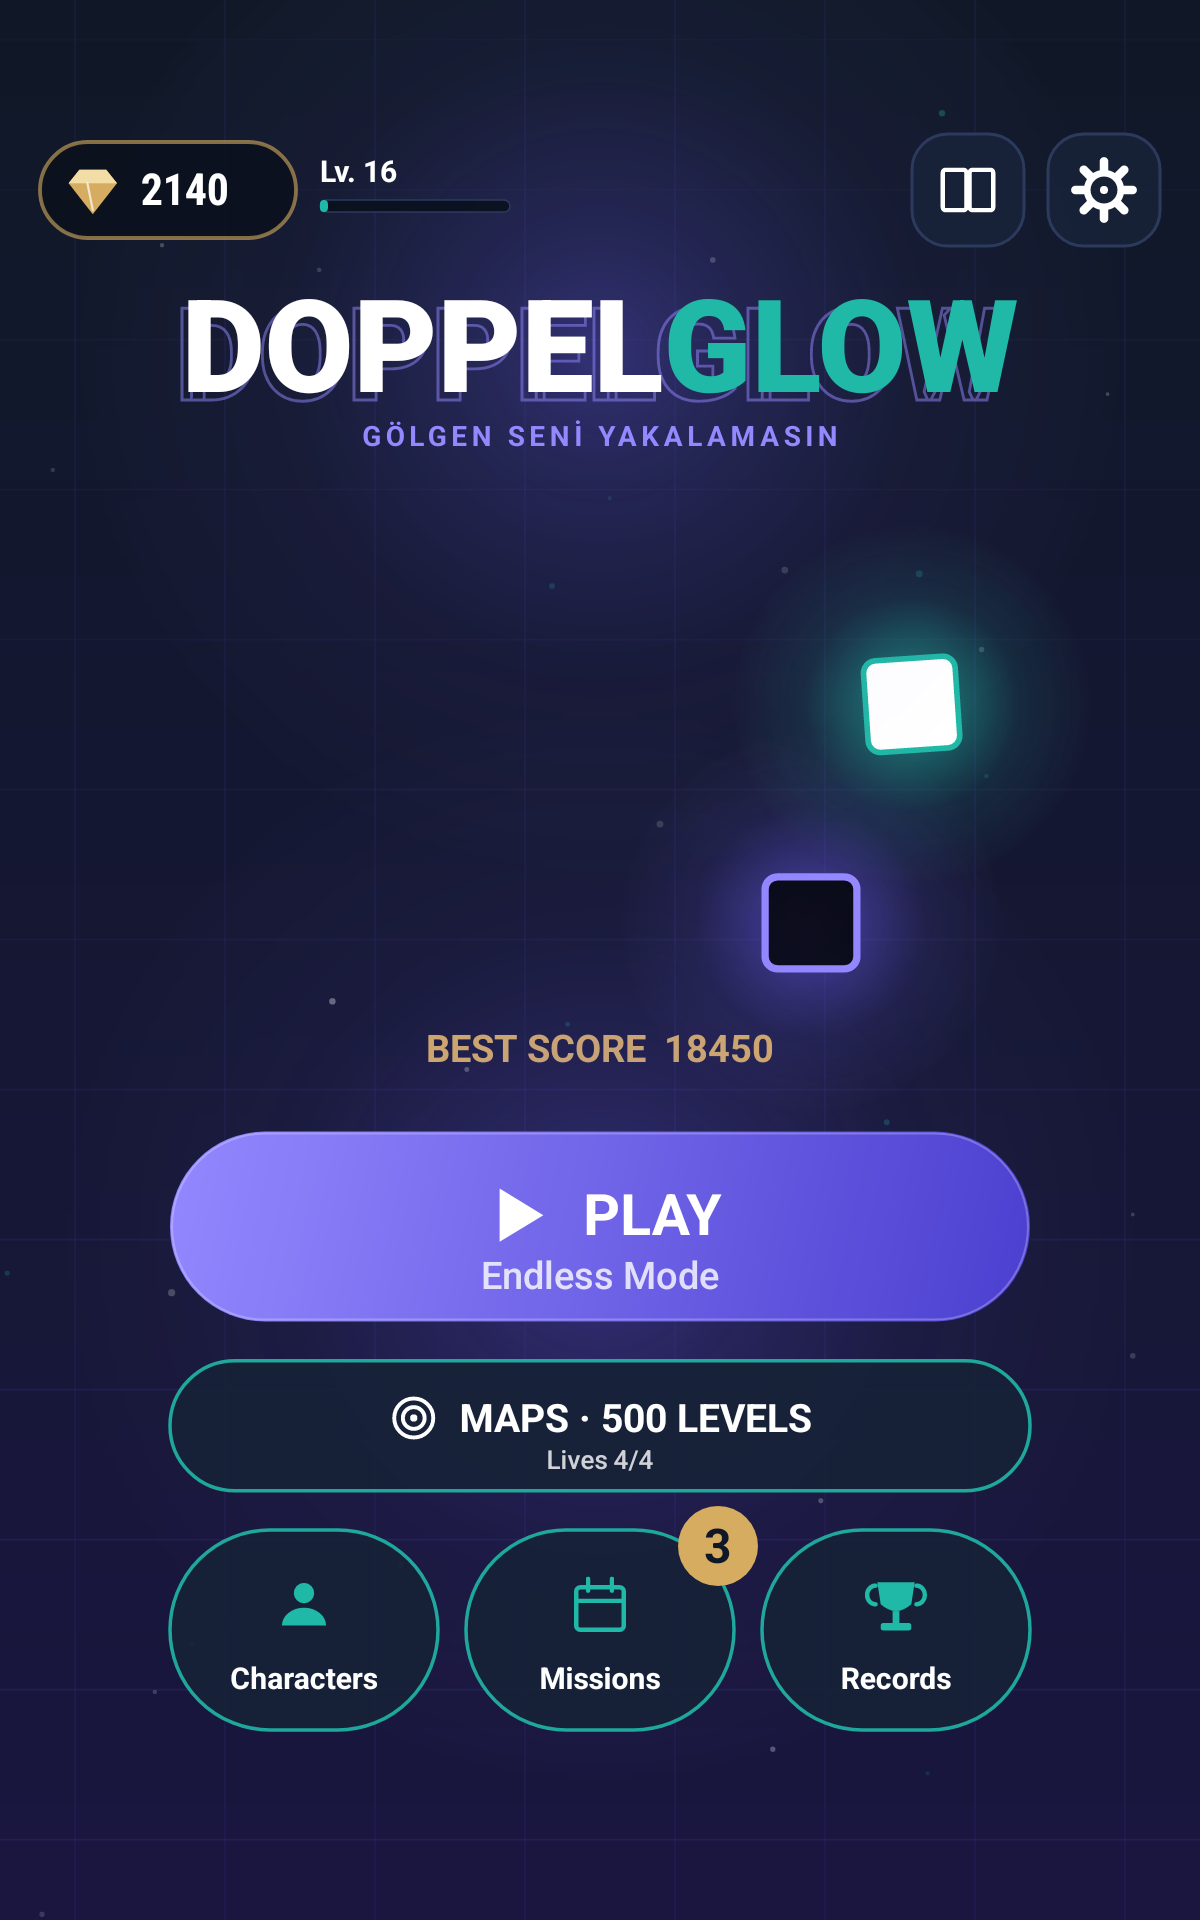 2140
Lv. 16
DOPPELGLOW
GÖLGEN SENİ YAKALAMASIN
BEST SCORE 18450
PLAY
Endless Mode
MAPS · 500 LEVELS
Lives 4/4
3
Characters
Missions
Records